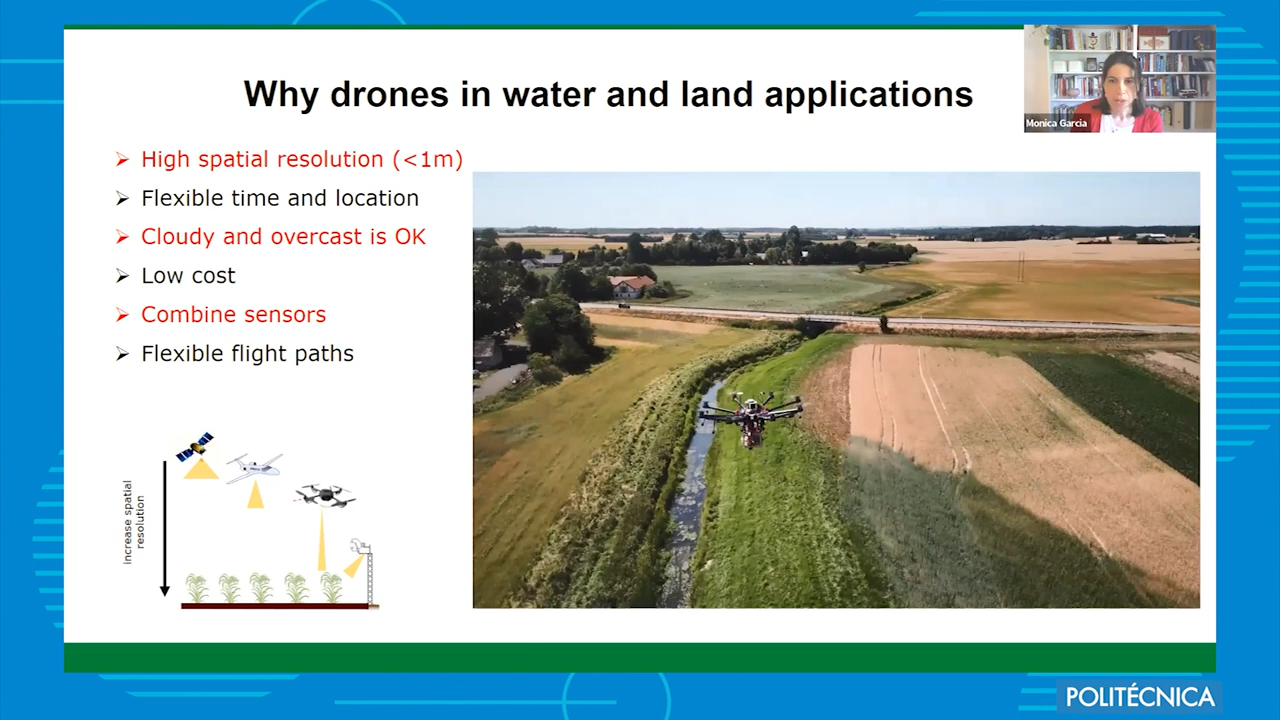 Why drones in water and land applications
Monica Garcia
High spatial resolution (<1m)
Flexible time and location
Cloudy and overcast is OK
Low cost
Combine sensors
Flexible flight paths
increase spatial
resolution
POLITÉCNICA